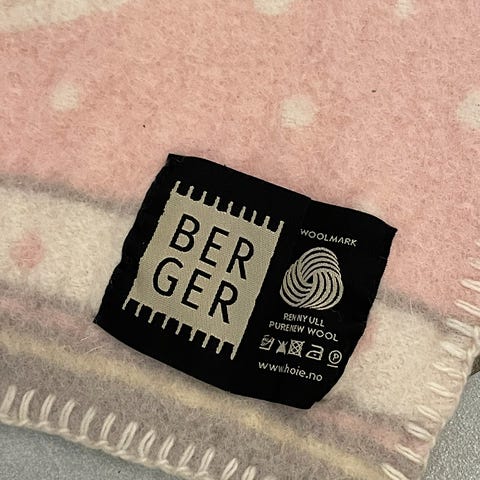 BER
GER
WOOLMARK
REN NY ULL
PURE NEW WOOL
P
www.hoie.no